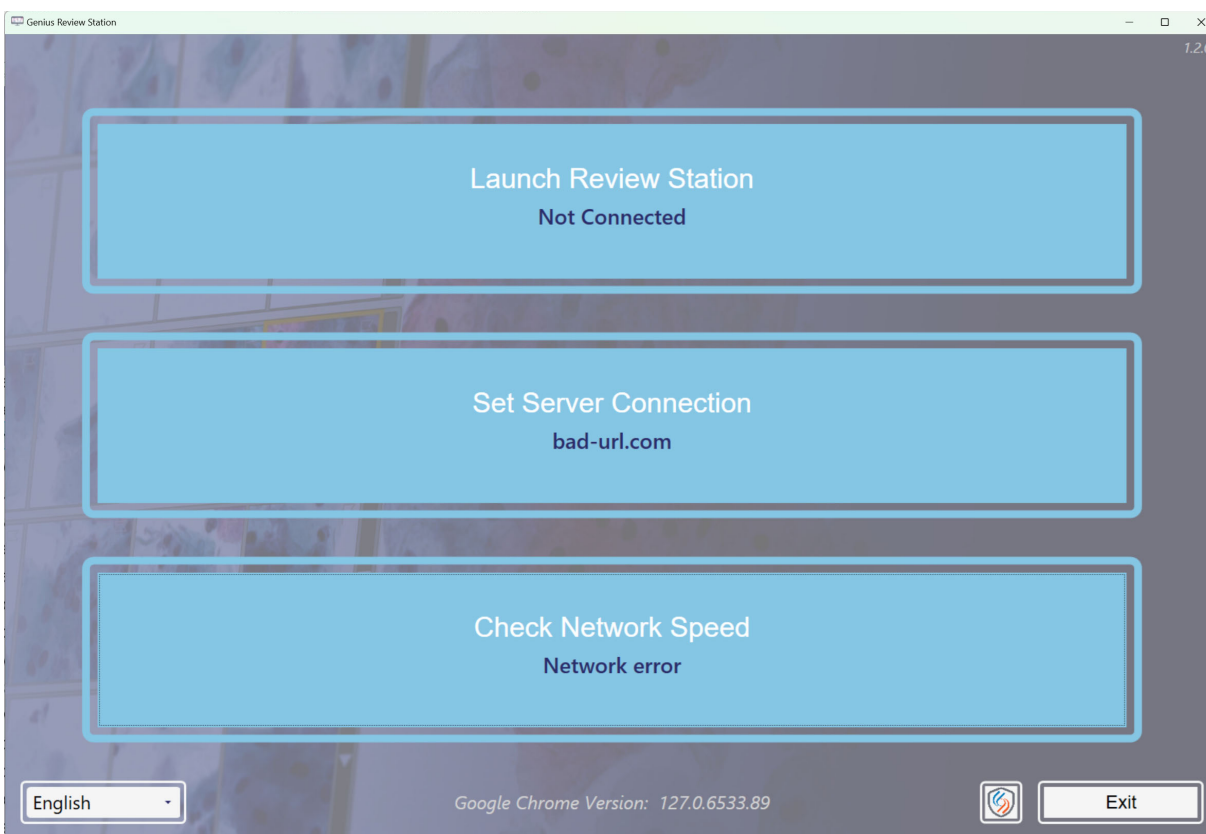 Genius Review Station
Launch Review Station
Not Connected
Set Server Connection
bad-url.com
Check Network Speed
Network error
English
Google Chrome Version: 127.0.6533.89
Exit